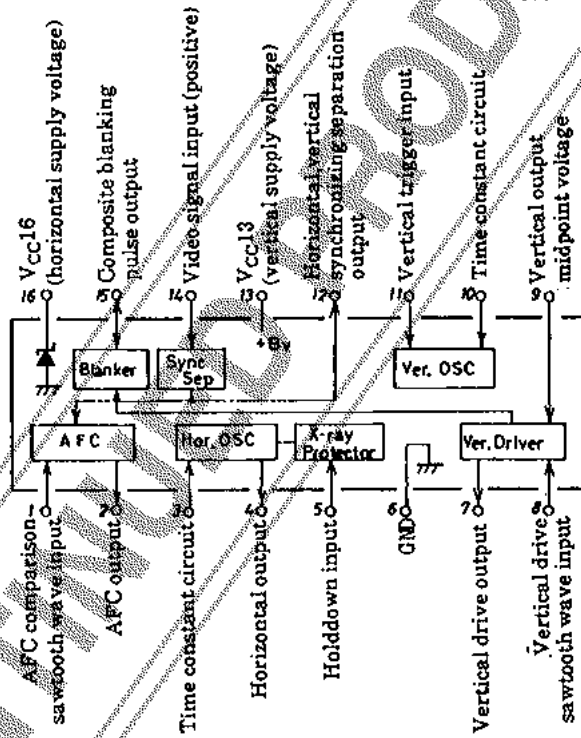 VCC16
(horizontal supply voltage)
Composite blanking
pulse output
Video signal input (positive)
VCC13
(vertical supply voltage)
Horizontal/vertical
synchronizing separation
output
Vertical trigger input
Time constant circuit
Vertical output
midpoint voltage
16
15
14
13
12
11
10
9
+Bv
Blanker
Sync
Sep
Ver. OSC
AFC
Hor. OSC
X-ray
Protector
Ver. Driver
1
2
3
4
5
6
7
8
AFC comparison
sawtooth wave input
AFC output
Time constant circuit
Horizontal output
Holddown input
GND
Vertical drive output
Vertical drive
sawtooth wave input